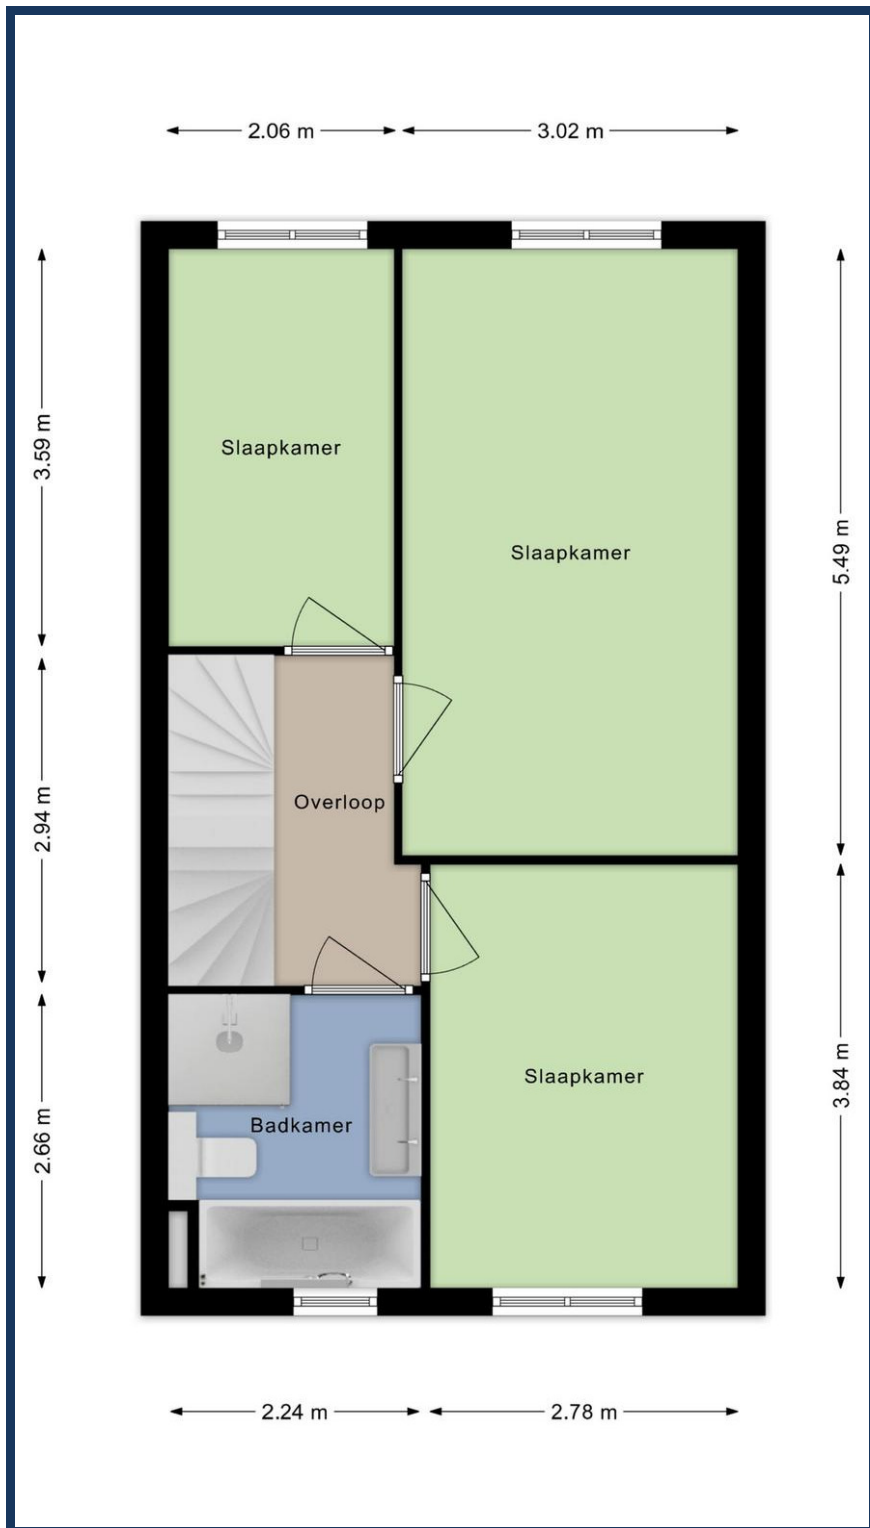 2.06 m
3.02 m
3.59 m
Slaapkamer
5.49 m
Slaapkamer
2.94 m
Overloop
3.84 m
Slaapkamer
2.66 m
Badkamer
2.24 m
2.78 m